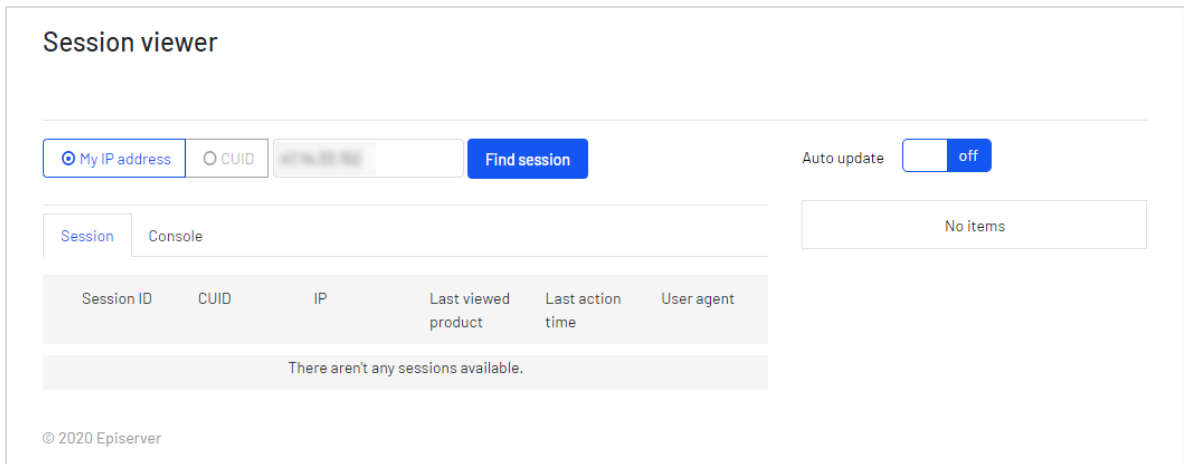 Session viewer
My IP address CUID Find session Auto update off
No items
Session Console
Session ID CUID IP Last viewed product Last action time User agent
There aren't any sessions available.
© 2020 Episerver